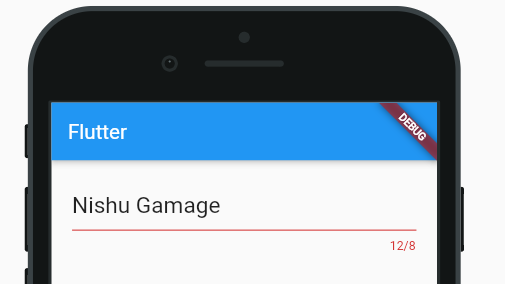 Flutter
DEBUG
Nishu Gamage
12/8